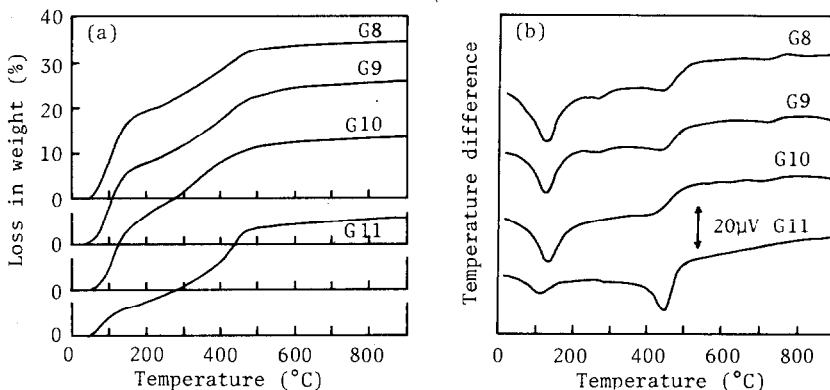 (a)
Loss in weight (%)
40
30
20
10
0
0
0
0
G8
G9
G10
G11
0 200 400 600 800
Temperature (°C)
(b)
Temperature difference
G8
G9
G10
20μV G11
0 200 400 600 800
Temperature (°C)